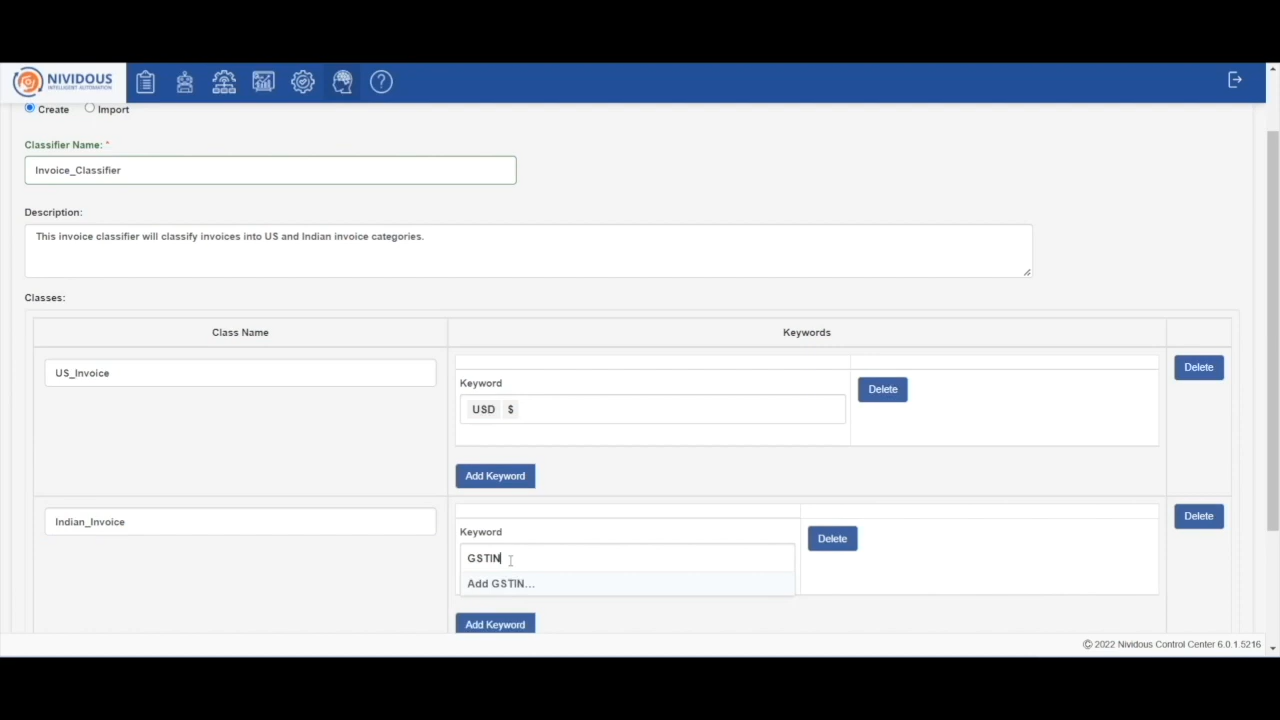 NIVIDOUS
INTELLIGENT AUTOMATION
Create Import
Classifier Name: *
Invoice_Classifier
Description:
This invoice classifier will classify invoices into US and Indian invoice categories.
Classes:
Class Name Keywords
US_Invoice
Keyword
USD $
Delete
Delete
Add Keyword
Indian_Invoice
Keyword
GSTIN
Add GSTIN...
Delete
Delete
Add Keyword
© 2022 Nividous Control Center 6.0.1.5216